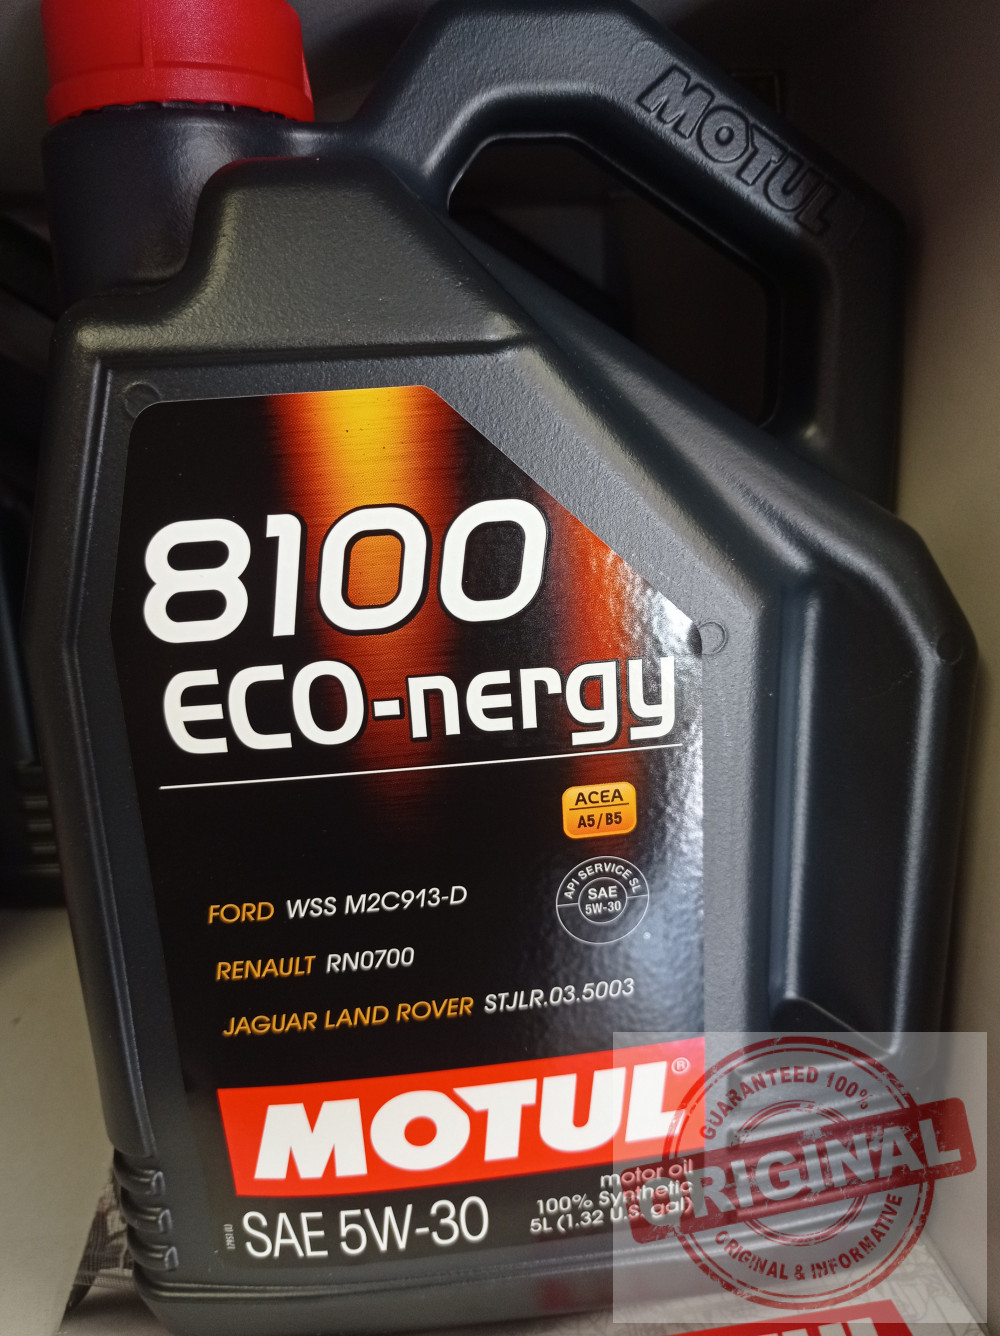 MOTUL
8100
ECO-nergy
ACEA
A5/B5
API SERVICE SL
SAE
5W-30
FORD WSS M2C913-D
RENAULT RN0700
JAGUAR LAND ROVER STJLR.03.5003
MOTUL®
motor oil
100% Synthetic
5L (1.32 U.S. gal)
SAE 5W-30
GUARANTEED 100%
ORIGINAL
ORIGINAL & INFORMATIVE
MOTUL